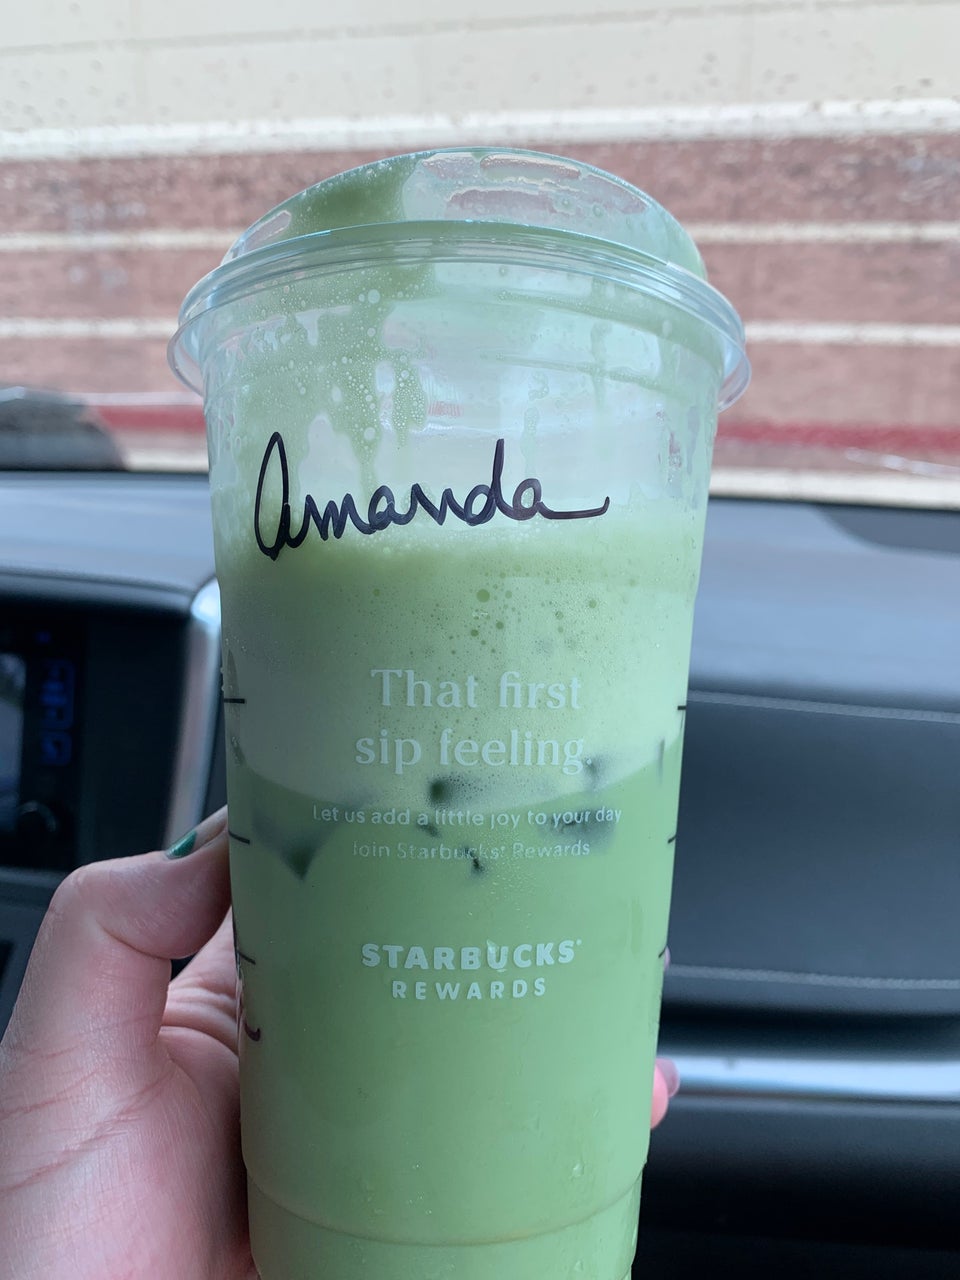 Amanda
That first
sip feeling.
Let us add a little joy to your day
Join Starbucks® Rewards
STARBUCKS®
REWARDS